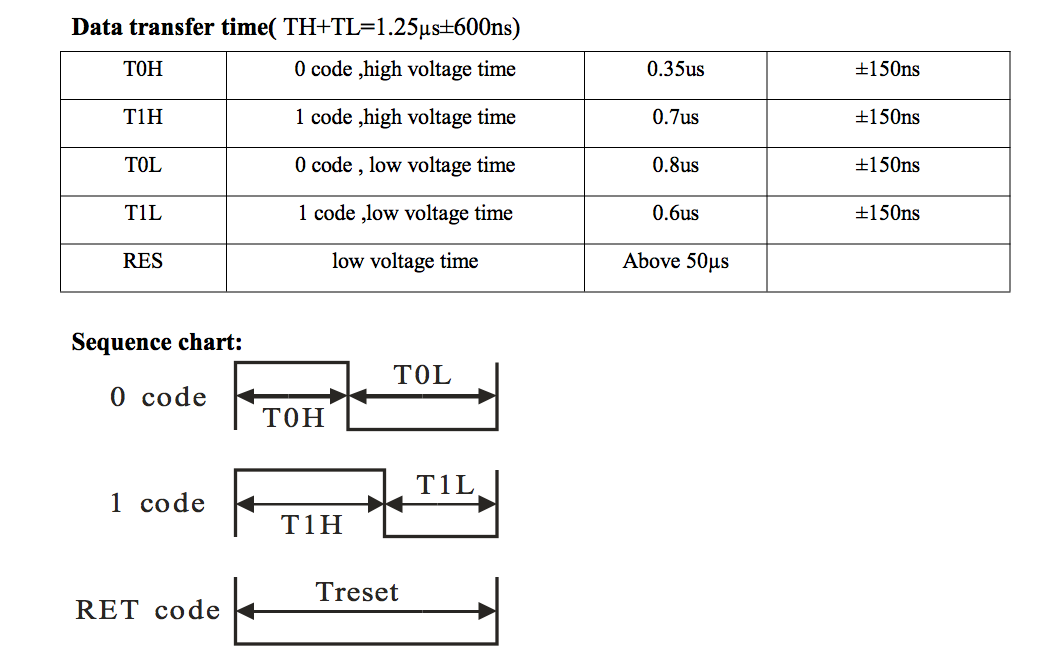 Data transfer time( TH+TL=1.25μs±600ns)
T0H 0 code ,high voltage time 0.35us ±150ns
T1H 1 code ,high voltage time 0.7us ±150ns
T0L 0 code , low voltage time 0.8us ±150ns
T1L 1 code ,low voltage time 0.6us ±150ns
RES low voltage time Above 50μs
Sequence chart:
0 code T0H T0L
1 code T1H T1L
RET code Treset